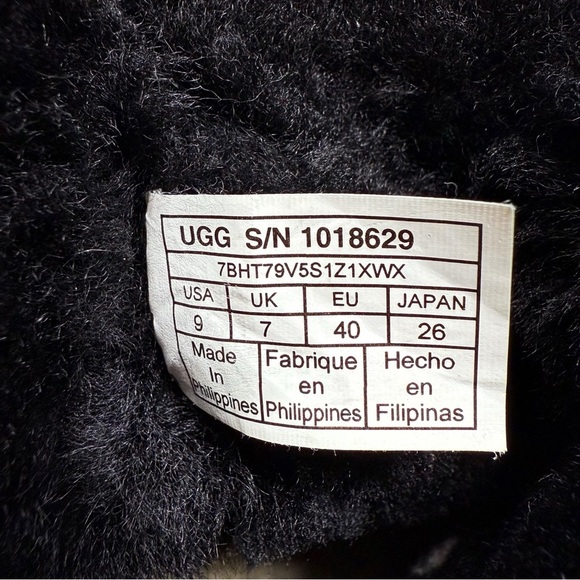 UGG S/N 1018629
7BHT79V5S1Z1XWX
USA UK EU JAPAN
9 7 40 26
Made Fabrique Hecho
In en en
Philippines Philippines Filipinas